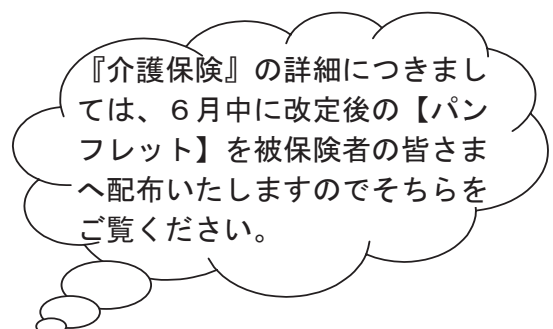 『介護保険』の詳細につきまし
ては、６月中に改定後の【パン
フレット】を被保険者の皆さま
へ配布いたしますのでそちらを
ご覧ください。